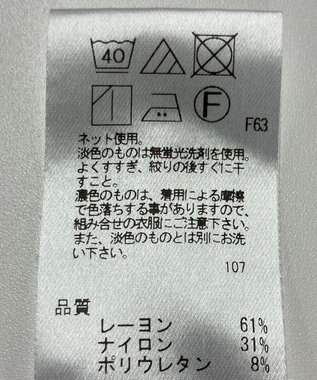 40
F
F63
ネット使用。
淡色のものは無蛍光洗剤を使用。
よくすすぎ、絞りの後すぐに干
すこと。
濃色のものは、着用による摩擦
で色落ちする事がありますので、
組み合せの衣服にご注意下さい。
また、淡色のものとは別にお洗
い下さい。
107
品質
レーヨン 61%
ナイロン 31%
ポリウレタン 8%